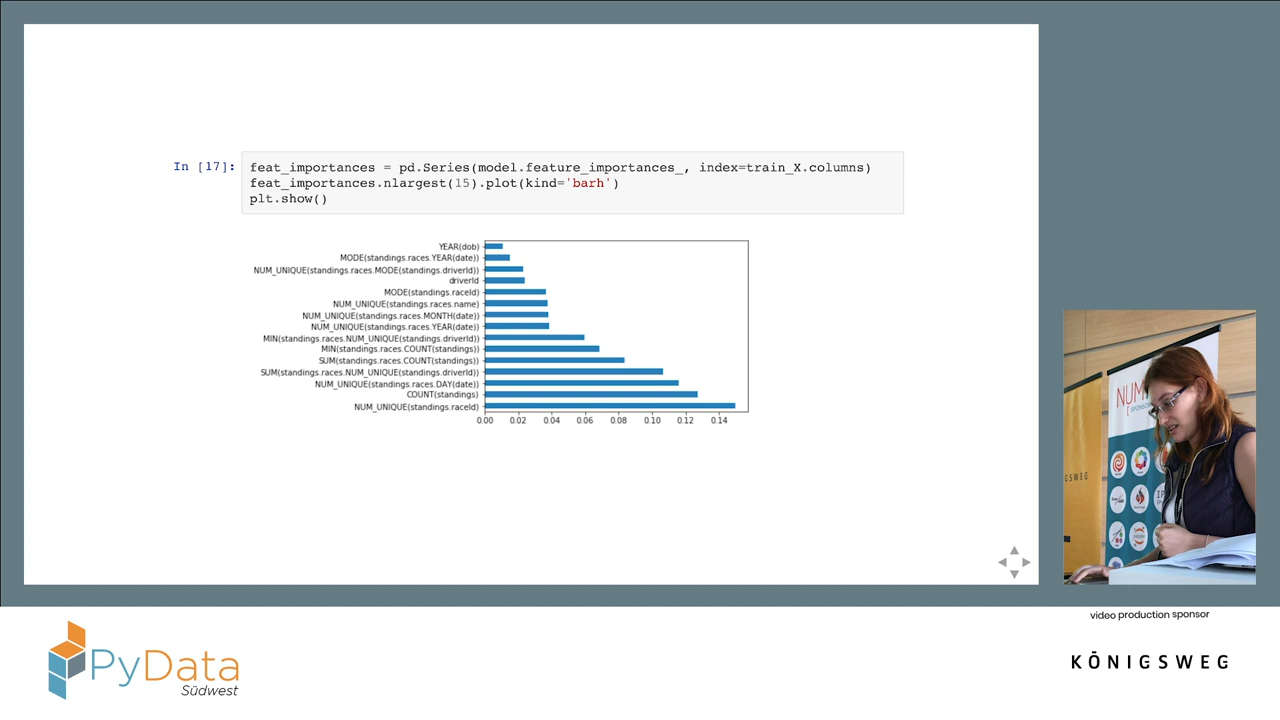 In [17]:
feat_importances = pd.Series(model.feature_importances_, index=train_X.columns)
feat_importances.nlargest(15).plot(kind='barh')
plt.show()
YEAR(dob)
MODE(standings.races.YEAR(date))
NUM_UNIQUE(standings.races.MODE(standings.driverId))
driverId
MODE(standings.raceId)
NUM_UNIQUE(standings.races.name)
NUM_UNIQUE(standings.races.MONTH(date))
NUM_UNIQUE(standings.races.YEAR(date))
MIN(standings.races.NUM_UNIQUE(standings.driverId))
MIN(standings.races.COUNT(standings))
SUM(standings.races.COUNT(standings))
SUM(standings.races.NUM_UNIQUE(standings.driverId))
NUM_UNIQUE(standings.races.DAY(date))
COUNT(standings)
NUM_UNIQUE(standings.raceId)
0.00 0.02 0.04 0.06 0.08 0.10 0.12 0.14
NUM
GSWEG
video production sponsor
KÖNIGSWEG
PyData
Südwest